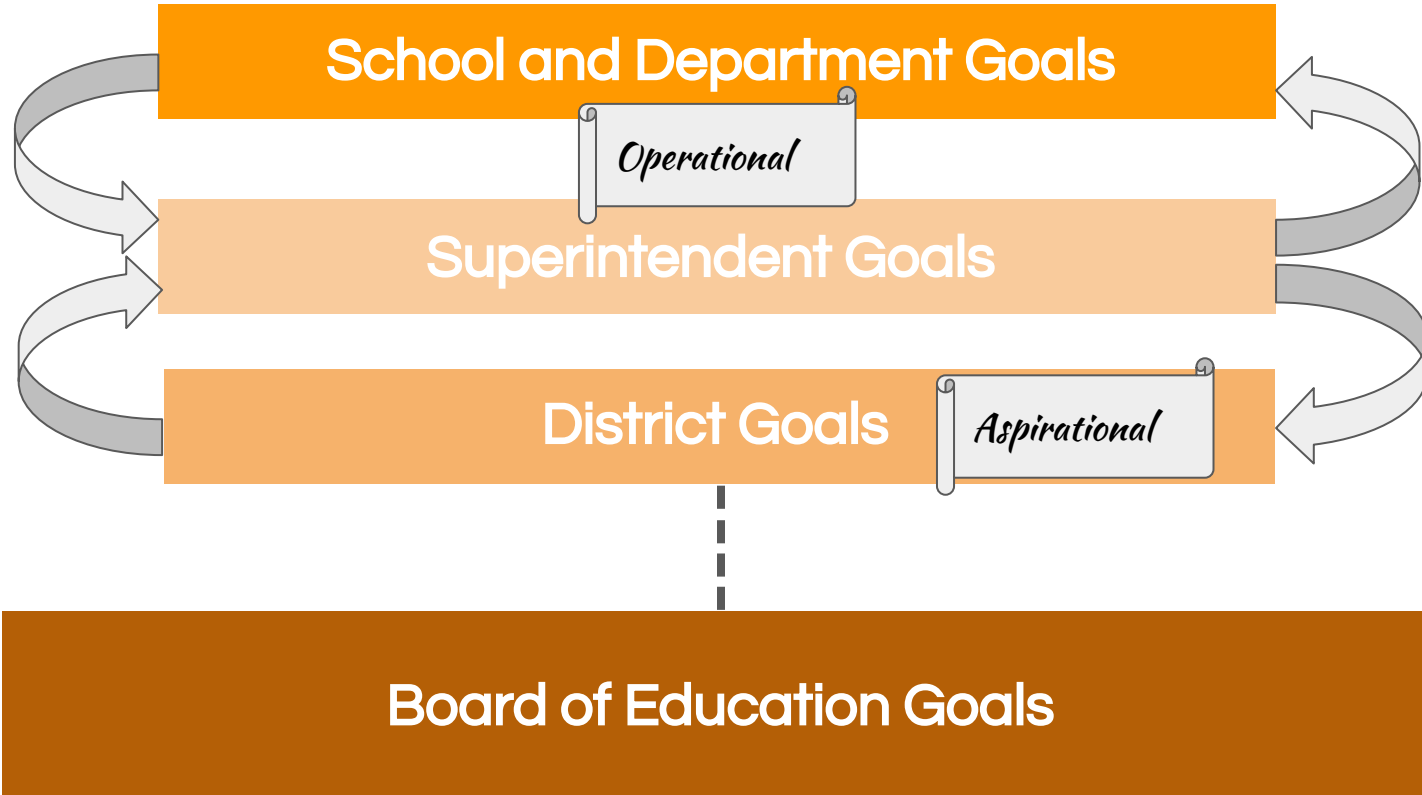 School and Department Goals
Operational
Superintendent Goals
District Goals
Aspirational
Board of Education Goals